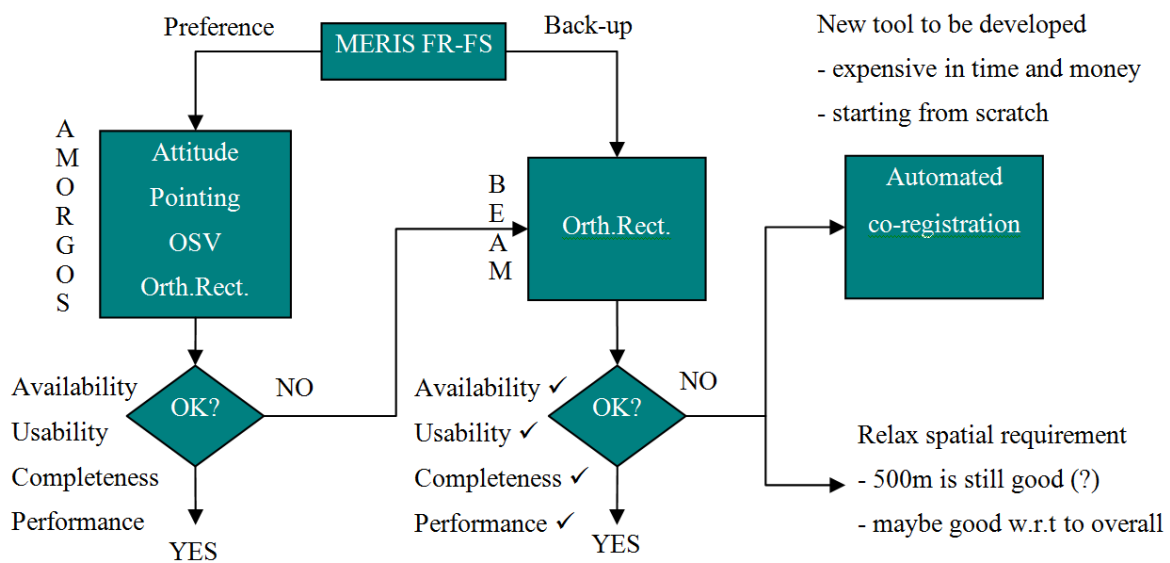 Preference
MERIS FR-FS
Back-up
New tool to be developed
- expensive in time and money
- starting from scratch
AMORGOS
Attitude
Pointing
OSV
Orth.Rect.
BEAM
Orth.Rect.
Automated
co-registration
Availability
Usability
Completeness
Performance
OK?
NO
YES
Availability ✓
Usability ✓
Completeness ✓
Performance ✓
OK?
NO
YES
Relax spatial requirement
- 500m is still good (?)
- maybe good w.r.t to overall